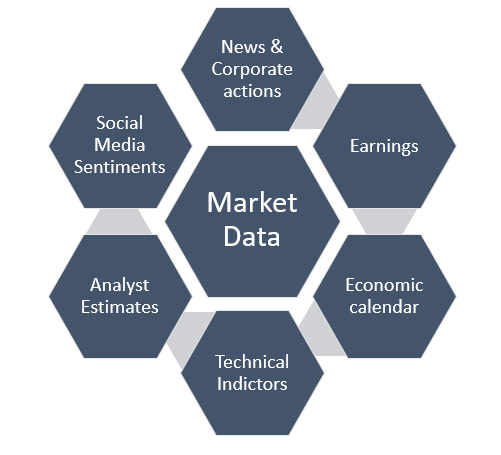 News &
Corporate
actions
Social
Media
Sentiments
Earnings
Market
Data
Analyst
Estimates
Economic
calendar
Technical
Indictors